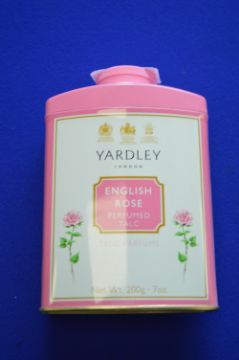 YARDLEY
LONDON
ENGLISH
ROSE
PERFUMED
TALC
TALC PARFUMÉ
Net Wt. 200g - 7oz.